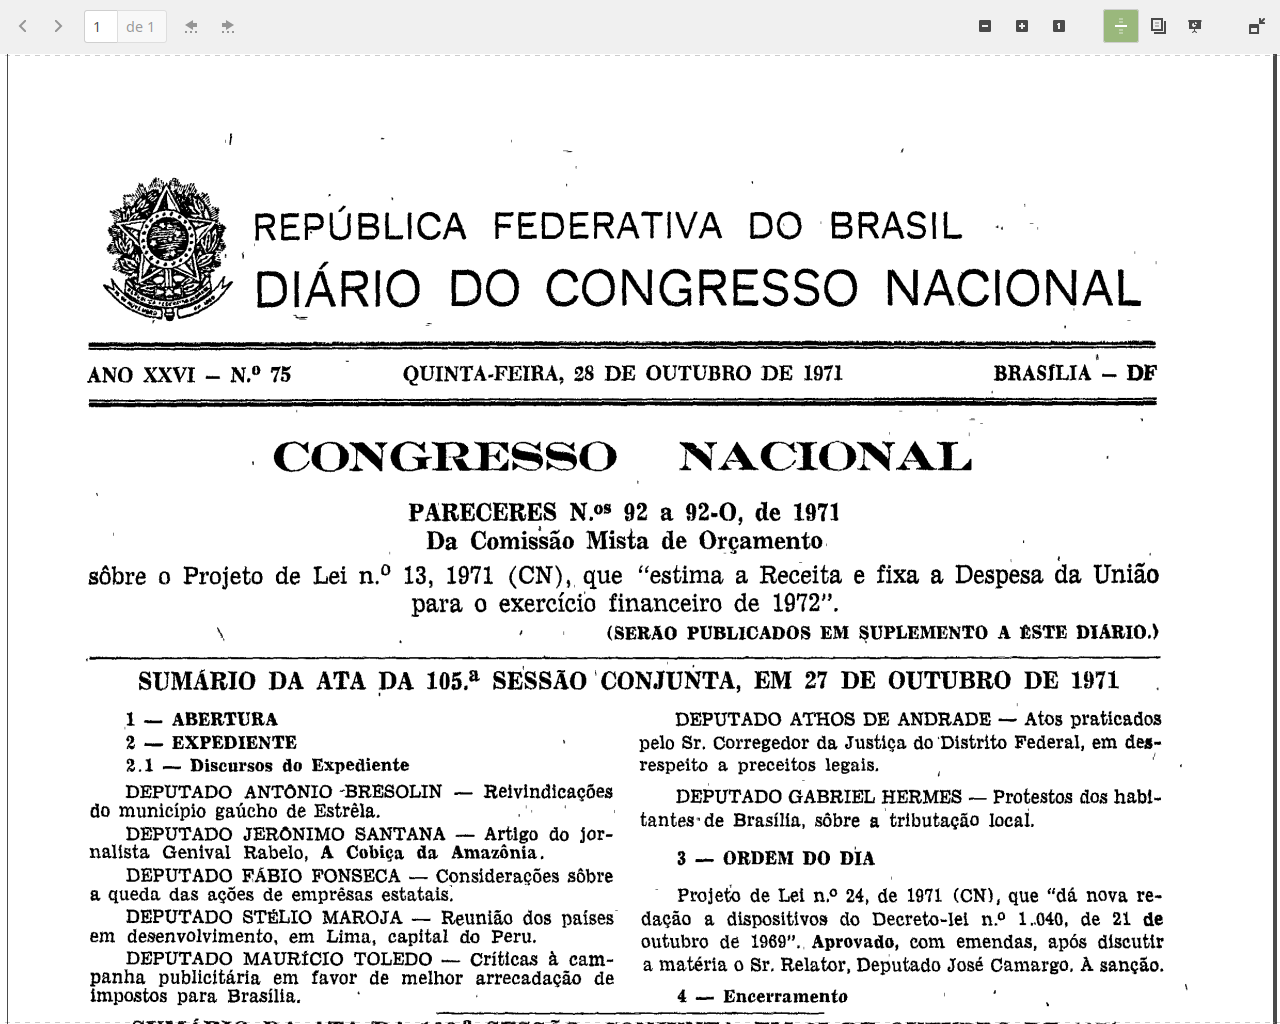 1 de 1
REPÚBLICA FEDERATIVA DO BRASIL
DIÁRIO DO CONGRESSO NACIONAL
ANO XXVI — N.º 75 QUINTA-FEIRA, 28 DE OUTUBRO DE 1971 BRASÍLIA — DF
CONGRESSO NACIONAL
PARECERES N.os 92 a 92-O, de 1971
Da Comissão Mista de Orçamento
sôbre o Projeto de Lei n.º 13, 1971 (CN), que "estima a Receita e fixa a Despesa da União
para o exercício financeiro de 1972".
(SERÃO PUBLICADOS EM SUPLEMENTO A ÊSTE DIÁRIO.)
SUMÁRIO DA ATA DA 105.ª SESSÃO CONJUNTA, EM 27 DE OUTUBRO DE 1971
1 — ABERTURA
2 — EXPEDIENTE
2.1 — Discursos do Expediente
DEPUTADO ANTÔNIO BRESOLIN — Reivindicações
do município gaúcho de Estrêla.
DEPUTADO JERÔNIMO SANTANA — Artigo do jor-
nalista Genival Rabelo, A Cobiça da Amazônia.
DEPUTADO FÁBIO FONSECA — Considerações sôbre
a queda das ações de emprêsas estatais.
DEPUTADO STÉLIO MAROJA — Reunião dos países
em desenvolvimento, em Lima, capital do Peru.
DEPUTADO MAURÍCIO TOLEDO — Críticas à cam-
panha publicitária em favor de melhor arrecadação de
impostos para Brasília.
DEPUTADO ATHOS DE ANDRADE — Atos praticados
pelo Sr. Corregedor da Justiça do Distrito Federal, em des-
respeito a preceitos legais.
DEPUTADO GABRIEL HERMES — Protestos dos habi-
tantes de Brasília, sôbre a tributação local.
3 — ORDEM DO DIA
Projeto de Lei n.º 24, de 1971 (CN), que "dá nova re-
dação a dispositivos do Decreto-lei n.º 1.040, de 21 de
outubro de 1969". Aprovado, com emendas, após discutir
a matéria o Sr. Relator, Deputado José Camargo. À sanção.
4 — Encerramento